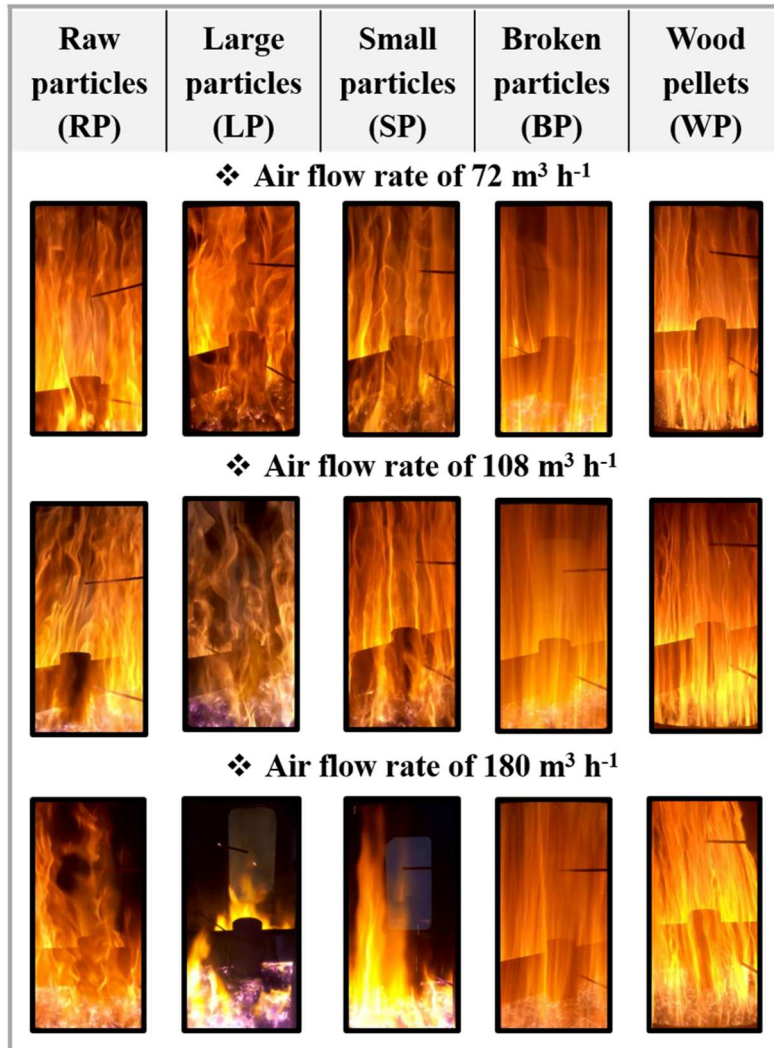 Raw particles (RP)
Large particles (LP)
Small particles (SP)
Broken particles (BP)
Wood pellets (WP)
❖ Air flow rate of 72 m³ h⁻¹
❖ Air flow rate of 108 m³ h⁻¹
❖ Air flow rate of 180 m³ h⁻¹